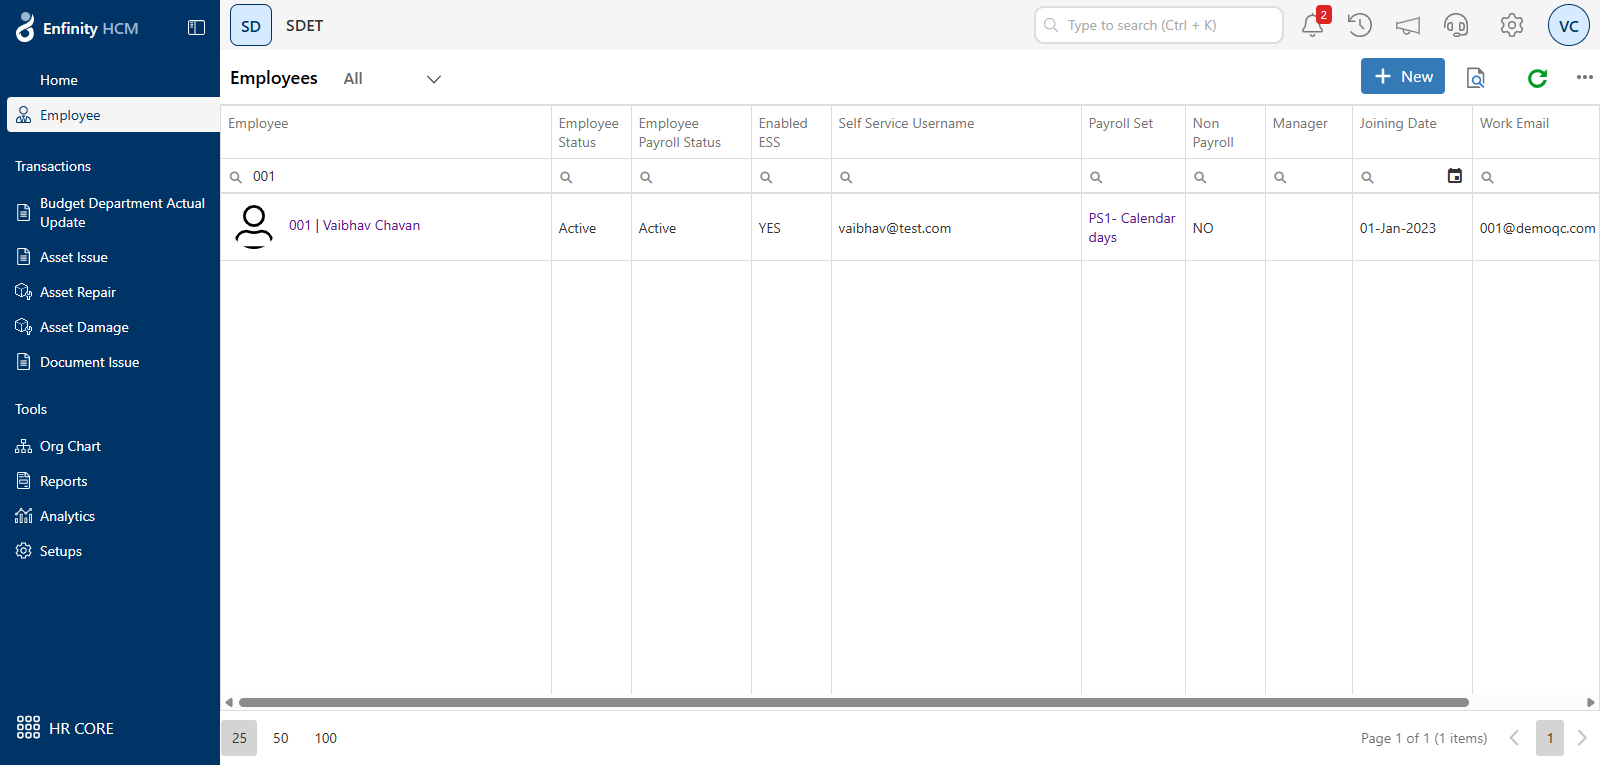 Enfinity HCM
SD
SDET
Type to search (Ctrl + K)
2
VC
Home
Employee
Transactions
Budget Department Actual
Update
Asset Issue
Asset Repair
Asset Damage
Document Issue
Tools
Org Chart
Reports
Analytics
Setups
HR CORE
Employees
All
New
Employee
Employee
Status
Employee
Payroll Status
Enabled
ESS
Self Service Username
Payroll Set
Non
Payroll
Manager
Joining Date
Work Email
001
001 | Vaibhav Chavan
Active
Active
YES
vaibhav@test.com
PS1- Calendar
days
NO
01-Jan-2023
001@democq.com
25
50
100
Page 1 of 1 (1 items)
1